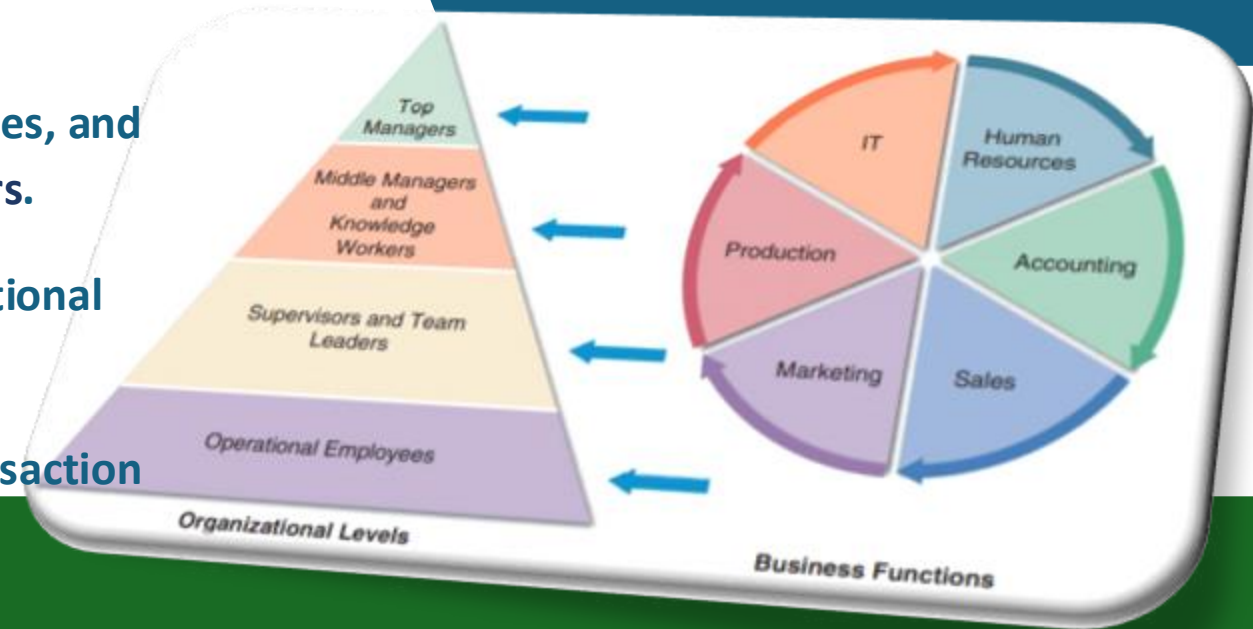 es, and
rs.
tional
saction
Top
Managers
Middle Managers
and
Knowledge
Workers
Supervisors and Team
Leaders
Operational Employees
Organizational Levels
IT
Human
Resources
Production
Accounting
Marketing
Sales
Business Functions